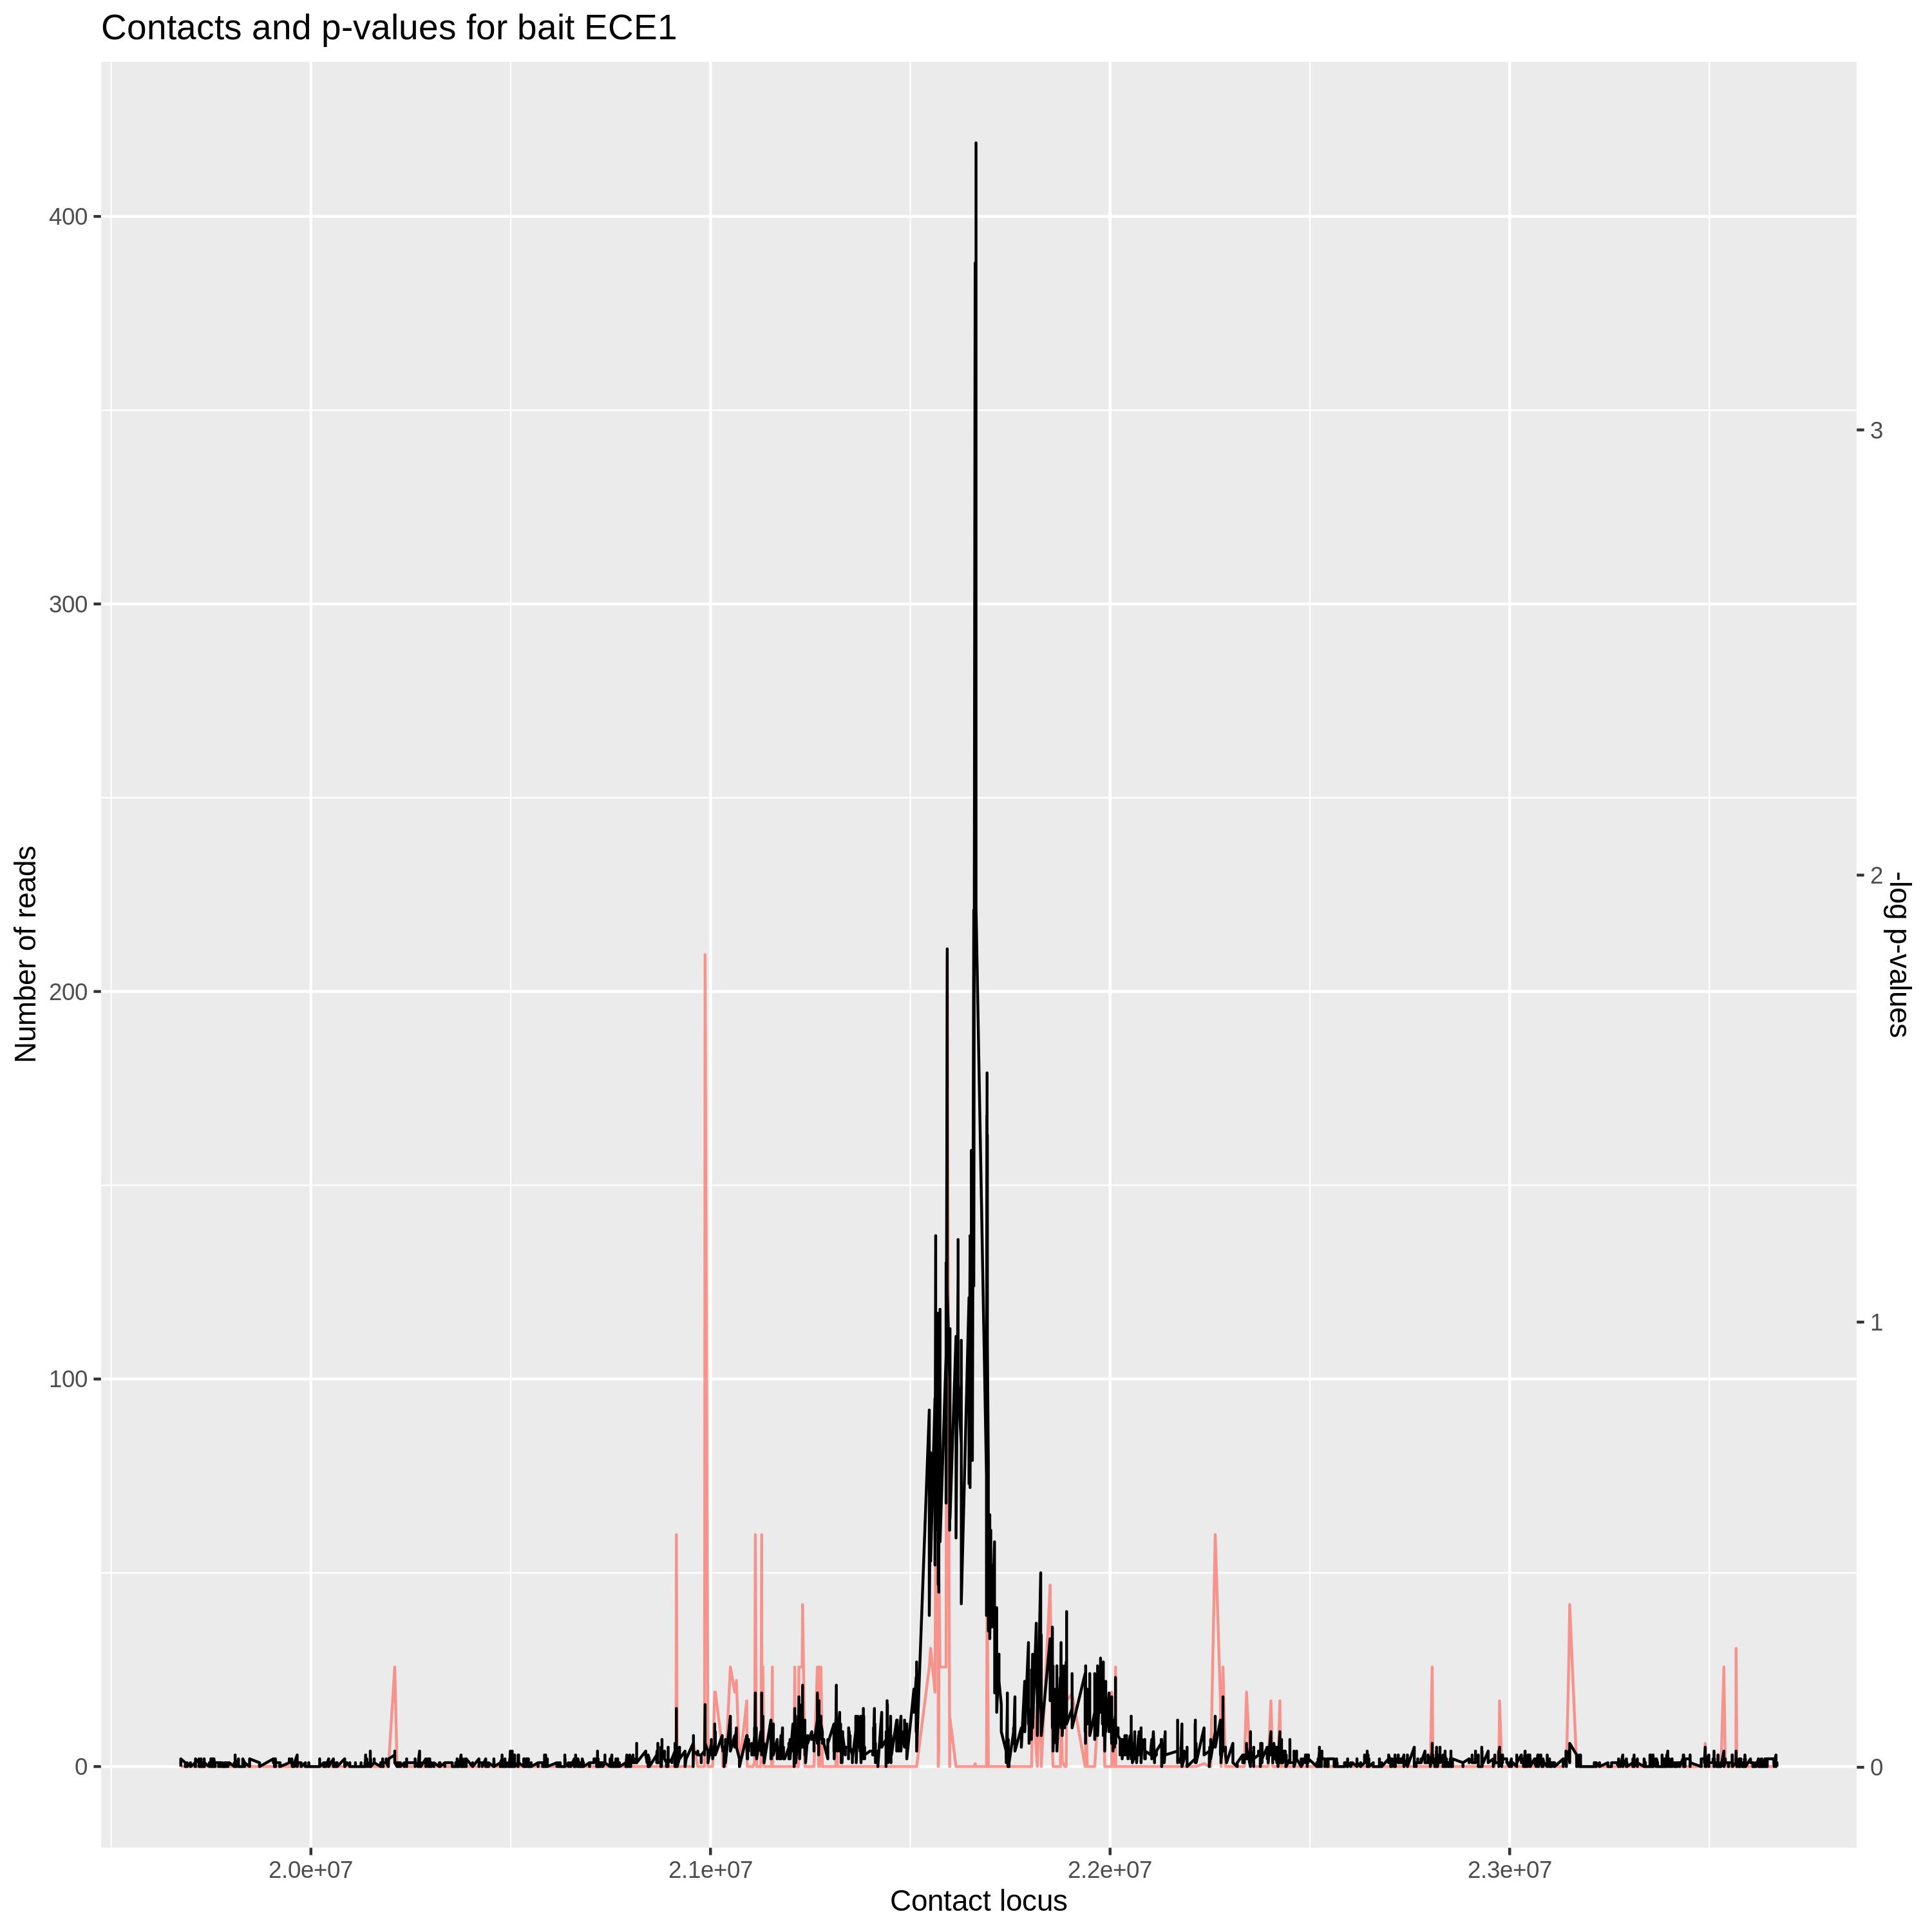 Contacts and p-values for bait ECE1
400
300
200
100
0
Number of reads
3
2
1
0
-log p-values
2.0e+07 2.1e+07 2.2e+07 2.3e+07
Contact locus